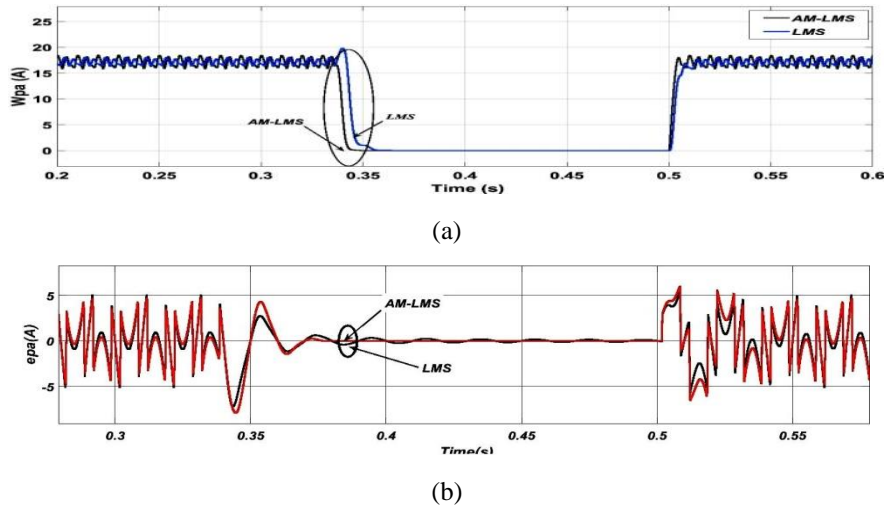 25
20
15
10
5
0
Wpa (A)
AM-LMS
LMS
AM-LMS
LMS
0.2 0.25 0.3 0.35 0.4 0.45 0.5 0.55 0.6
Time (s)
(a)
5
0
-5
epa(A)
AM-LMS
LMS
0.3 0.35 0.4 0.45 0.5 0.55
Time(s)
(b)